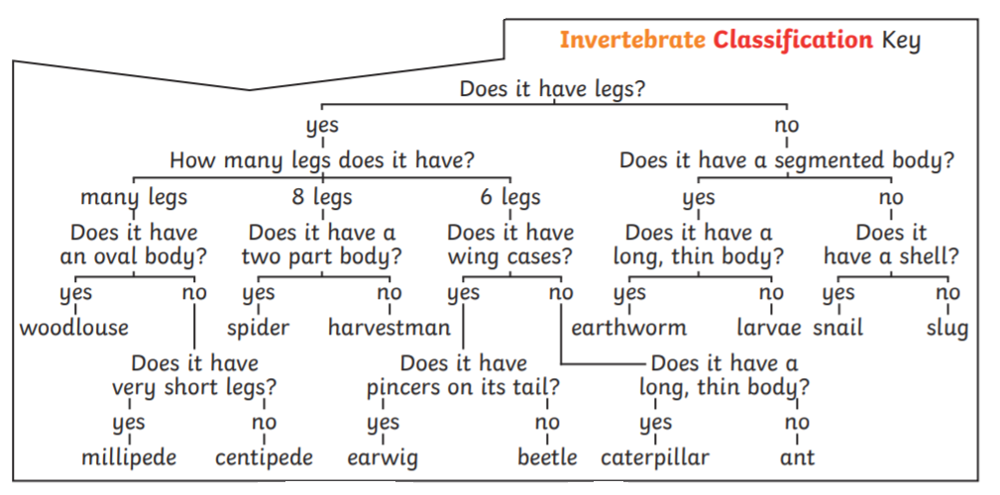 Invertebrate Classification Key
Does it have legs?
yes no
How many legs does it have? Does it have a segmented body?
many legs 8 legs 6 legs yes no
Does it have Does it have a Does it have Does it have a Does it
an oval body? two part body? wing cases? long, thin body? have a shell?
yes no yes no yes no yes no yes no
woodlouse spider harvestman earthworm larvae snail slug
Does it have Does it have Does it have a
very short legs? pincers on its tail? long, thin body?
yes no yes no yes no
millipede centipede earwig beetle caterpillar ant